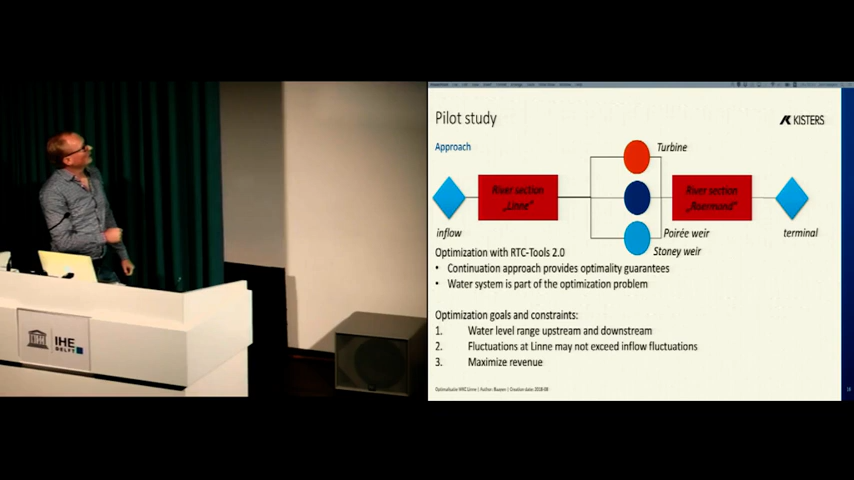 Pilot study
KISTERS
Approach
Turbine
River section
„Linne"
River section
„Roermond"
inflow
Poirée weir
terminal
Stoney weir
Optimization with RTC-Tools 2.0
• Continuation approach provides optimality guarantees
• Water system is part of the optimization problem
Optimization goals and constraints:
1. Water level range upstream and downstream
2. Fluctuations at Linne may not exceed inflow fluctuations
3. Maximize revenue
IHE
DELFT